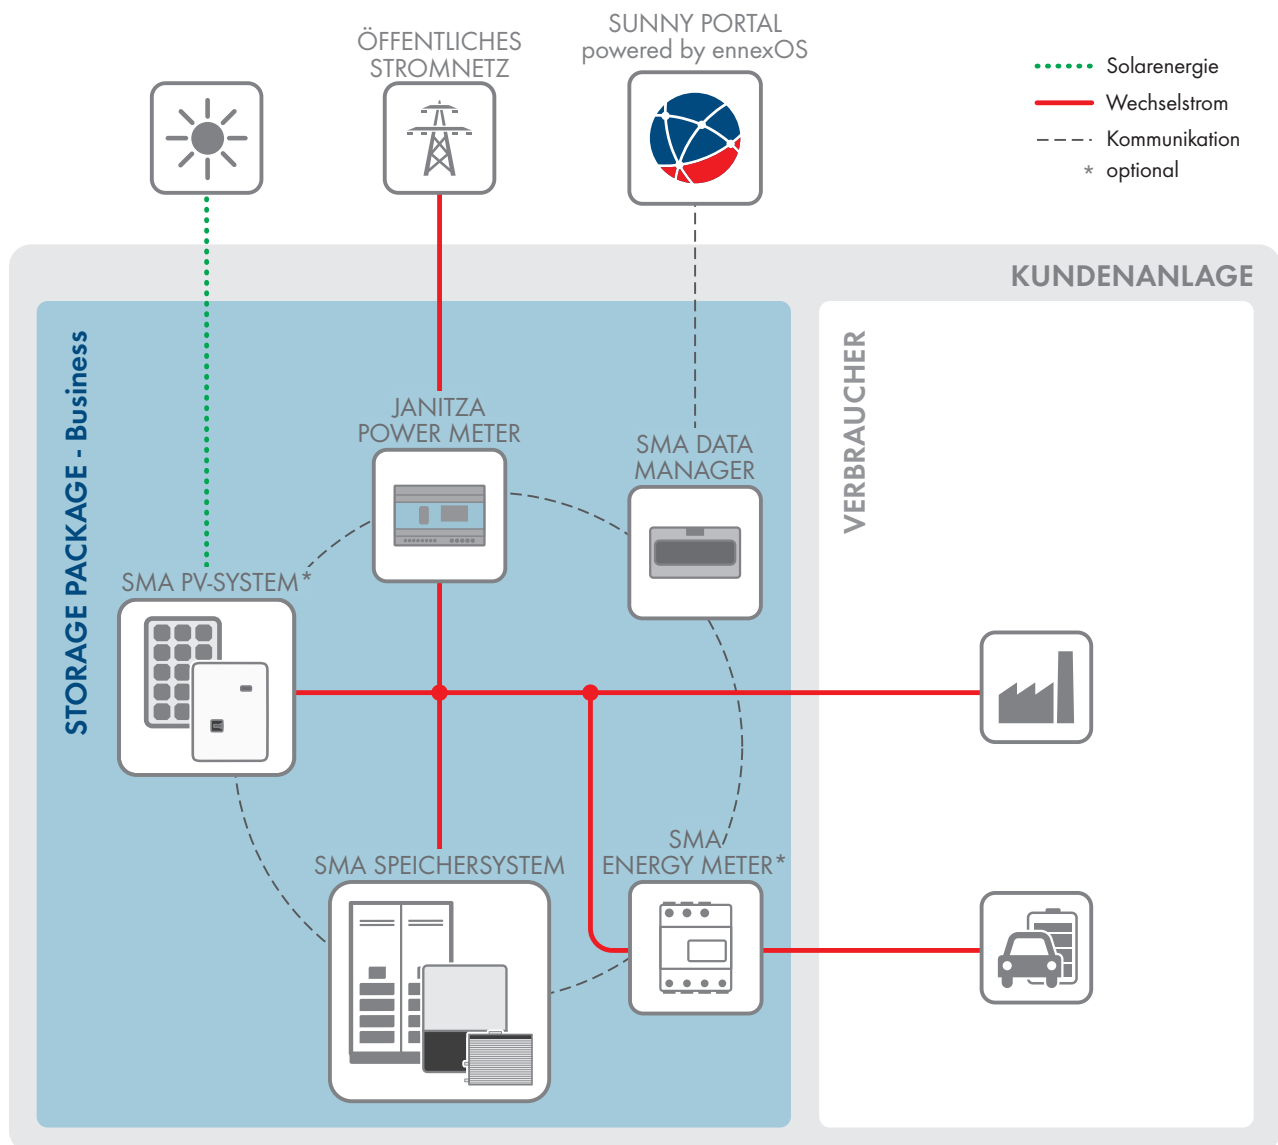 ÖFFENTLICHES
STROMNETZ
SUNNY PORTAL
powered by ennexOS
Solarenergie
Wechselstrom
Kommunikation
* optional
KUNDENANLAGE
STORAGE PACKAGE - Business
VERBRAUCHER
JANITZA
POWER METER
SMA DATA
MANAGER
SMA PV-SYSTEM*
SMA SPEICHERSYSTEM
SMA
ENERGY METER*